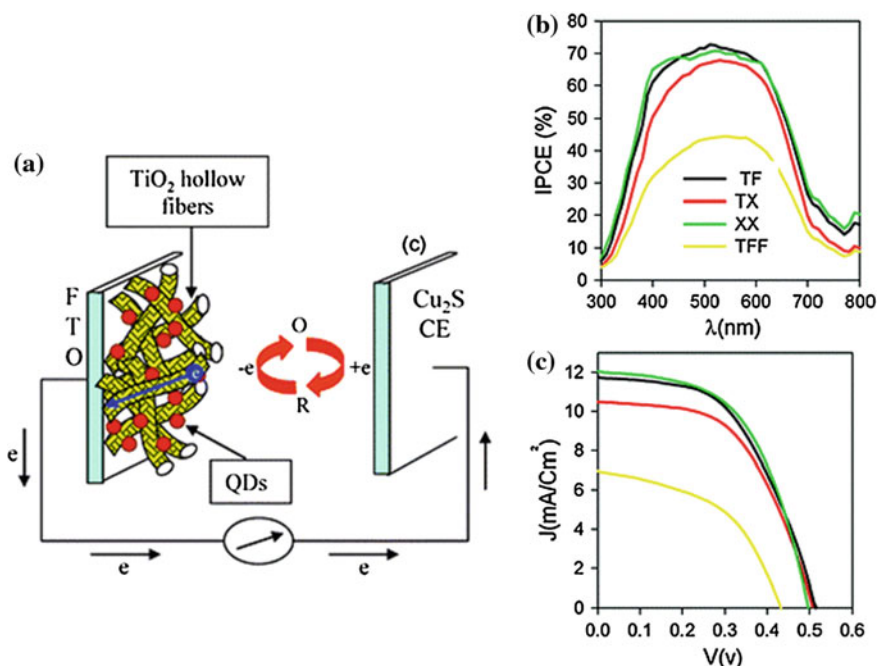 (a)
TiO₂ hollow
fibers
F
T
O
e
-e
O
R
+e
(c)
Cu₂S
CE
QDs
e
e
e
(b)
80
70
60
50
40
30
20
10
0
IPCE (%)
TF
TX
XX
TFF
300 400 500 600 700 800
λ(nm)
(c)
12
10
8
6
4
2
0
J(mA/Cm²)
0.0 0.1 0.2 0.3 0.4 0.5 0.6
V(v)